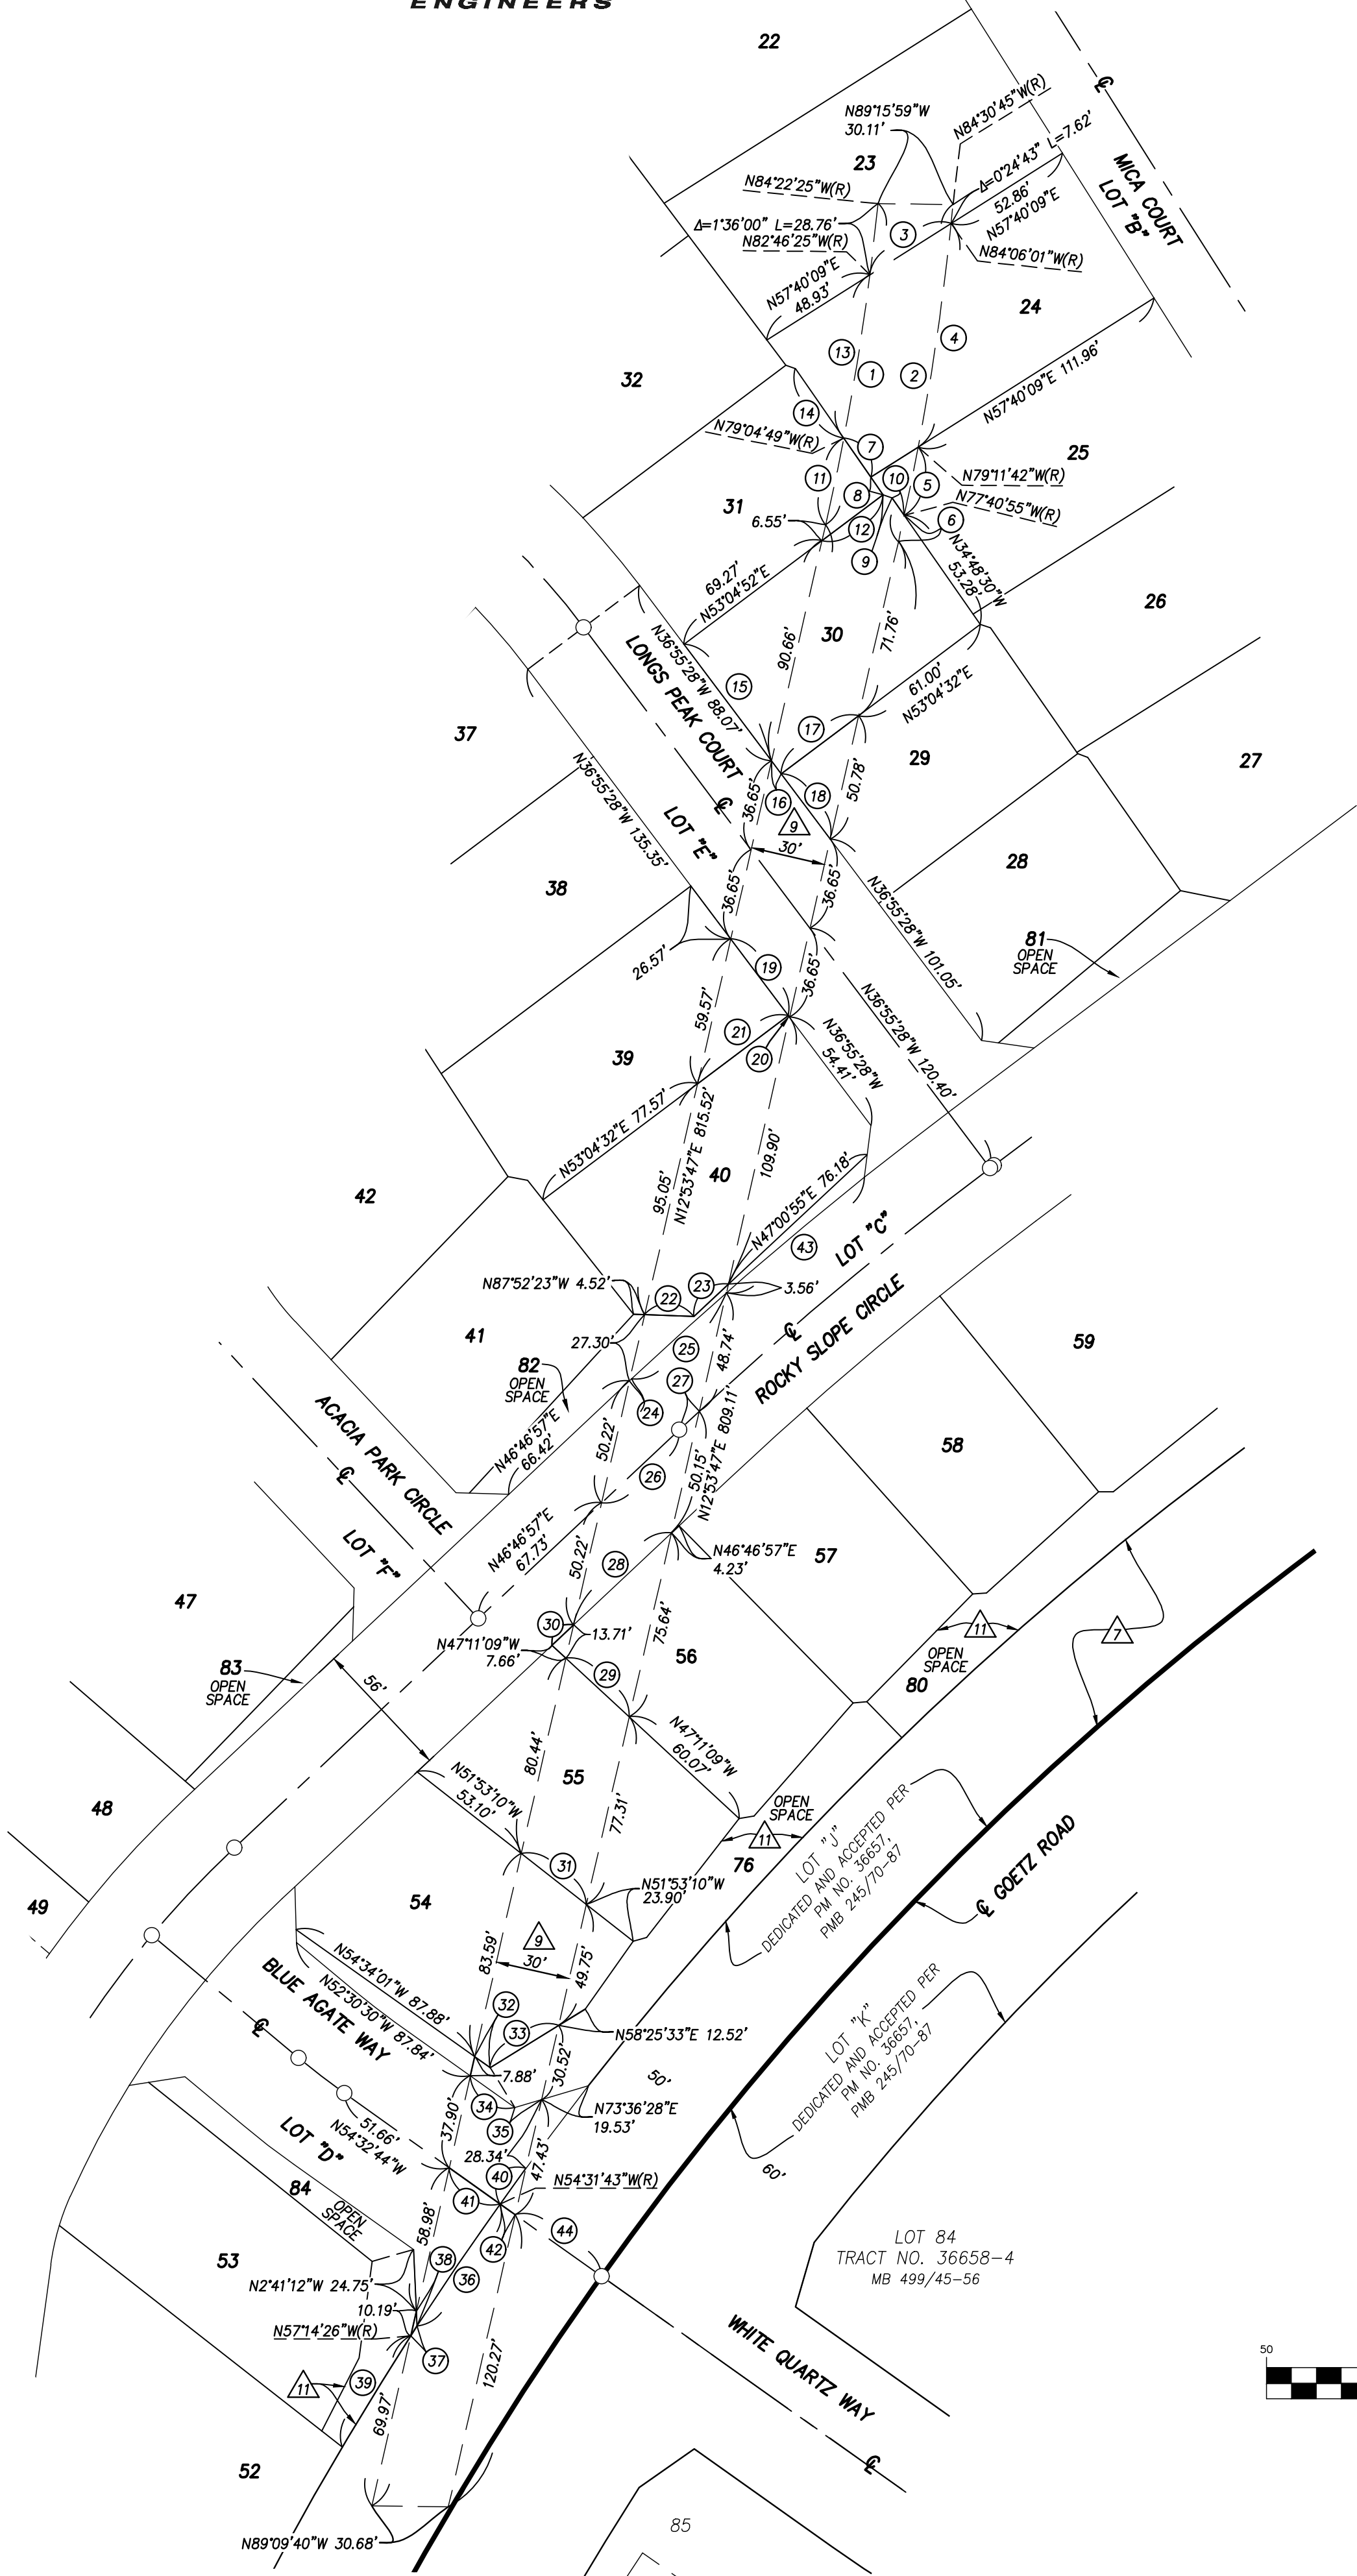 ENGINEERS
22
N89°15'59"W
30.11'
N84°30'45"W(R)
23
Δ=0°24'43" L=7.62'
N84°22'25"W(R)
52.86'
N57°40'09"E
MICA COURT
LOT "B"
Δ=1°36'00" L=28.76'
N82°46'25"W(R)
3
N84°06'01"W(R)
N57°40'09"E
48.93'
24
4
13
1
2
32
N57°40'09"E 111.96'
14
N79°04'49"W(R)
7
25
11
10
5
N79°11'42"W(R)
8
N77°40'55"W(R)
31
6.55'
12
6
9
N34°48'30"W
53.28'
69.27'
N53°04'52"E
26
30
90.66'
71.76'
N36°55'28"W 88.07'
LONGS PEAK COURT
15
61.00'
N53°04'32"E
37
17
29
27
N36°55'28"W 135.35'
50.78'
36.65'
16
18
℄
LOT "E"
9
30'
28
38
36.65'
36.65'
N36°55'28"W 101.05'
81
OPEN
SPACE
26.57'
19
36.65'
N36°55'28"W 120.40'
59.57'
21
20
N36°55'28"W
54.41'
39
N53°04'32"E 77.57'
N12°53'47"E 815.52'
95.05'
40
109.90'
42
N47°00'55"E 76.18'
43
LOT "C"
N87°52'23"W 4.52'
22
23
3.56'
ROCKY SLOPE CIRCLE
℄
41
27.30'
25
48.74'
59
82
OPEN
SPACE
27
24
ACACIA PARK CIRCLE
N46°46'57"E
66.42'
50.22'
N12°53'47"E 809.11'
58
26
50.15'
℄
LOT "F"
N46°46'57"E
67.73'
50.22'
28
N46°46'57"E
4.23'
57
47
30
13.71'
75.64'
11
7
N47°11'09"W
7.66'
56
OPEN
SPACE
83
OPEN
SPACE
29
80
56'
N47°11'09"W
60.07'
80.44'
55
48
N51°53'10"W
53.10'
77.31'
OPEN
SPACE
11
LOT "J"
DEDICATED AND ACCEPTED PER
PM NO. 36657,
PMB 245/70-87
31
76
℄ GOETZ ROAD
N51°53'10"W
23.90'
49
54
9
83.59'
30'
49.75'
N54°34'01"W 87.88'
BLUE AGATE WAY
N52°30'30"W 87.84'
LOT "K"
DEDICATED AND ACCEPTED PER
PM NO. 36657,
PMB 245/70-87
32
℄
33
N58°25'33"E 12.52'
30.52'
50'
7.88'
34
N73°36'28"E
19.53'
37.90'
35
51.66'
N54°32'44"W
LOT "D"
28.34'
47.43'
60'
40
N54°31'43"W(R)
84
OPEN
SPACE
41
58.98'
44
LOT 84
TRACT NO. 36658-4
MB 499/45-56
42
53
38
36
N2°41'12"W 24.75'
10.19'
N57°14'26"W(R)
37
WHITE QUARTZ WAY
50
120.27'
11
39
69.97'
℄
52
85
N89°09'40"W 30.68'